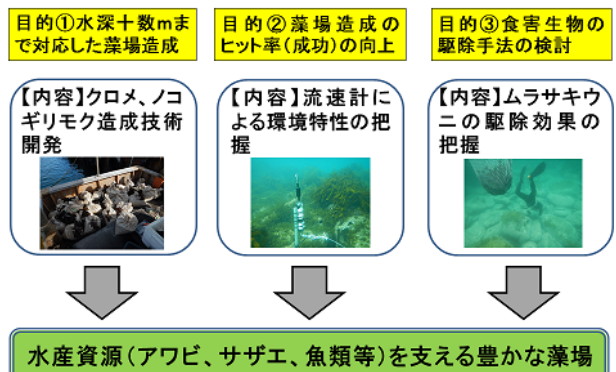 目的①水深十数mま
で対応した藻場造成
目的②藻場造成の
ヒット率(成功)の向上
目的③食害生物の
駆除手法の検討
【内容】クロメ、ノコ
ギリモク造成技術
開発
【内容】流速計に
よる環境特性の把
握
【内容】ムラサキウ
ニの駆除効果の
把握
水産資源(アワビ、サザエ、魚類等)を支える豊かな藻場